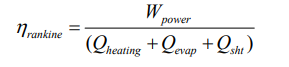 η_rankine = W_power / (Q_heating + Q_evap + Q_sht)